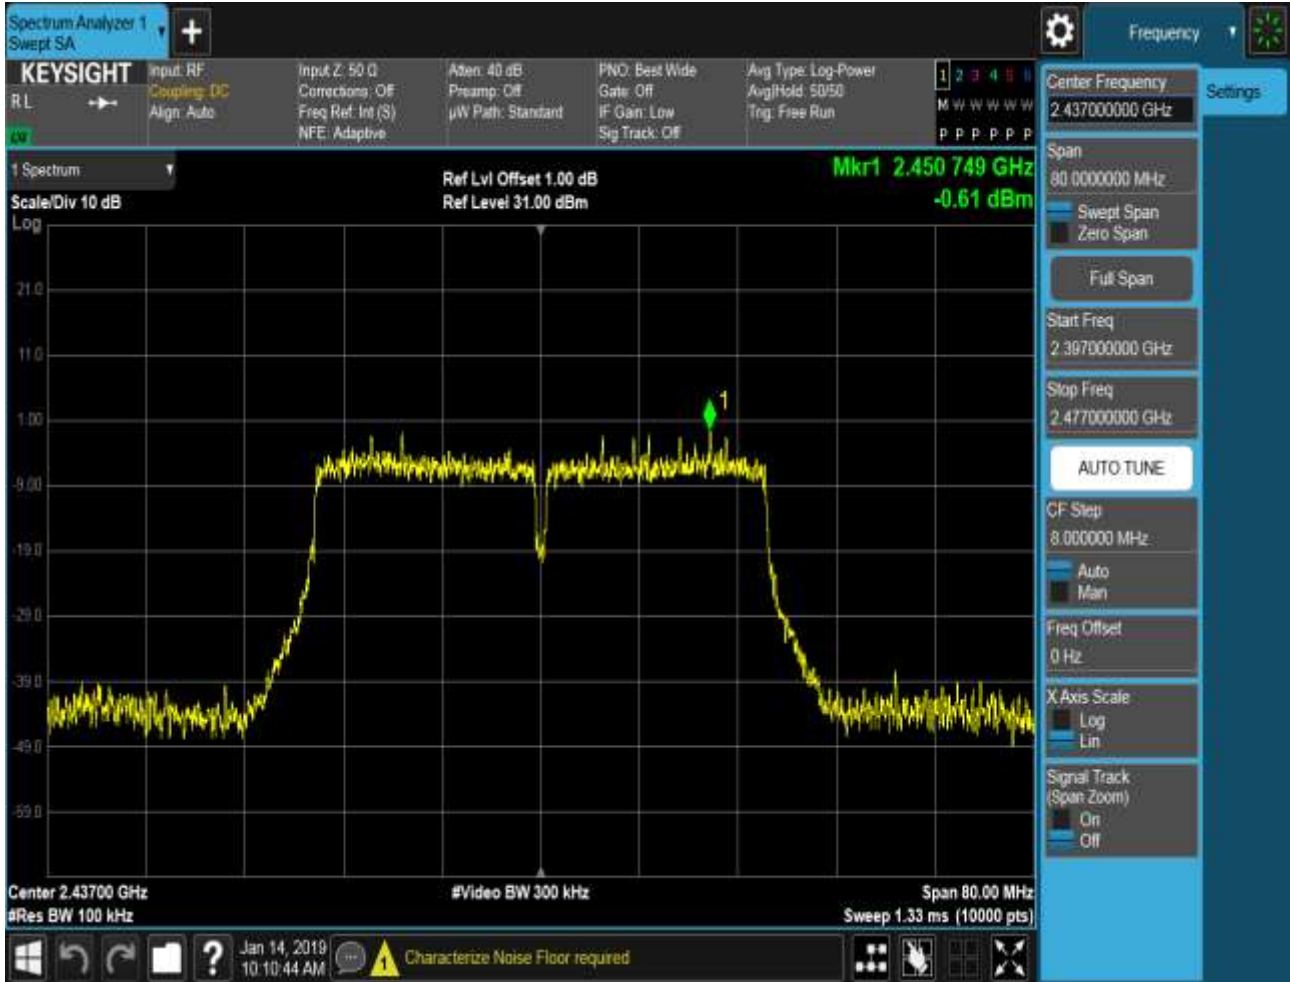 Spectrum Analyzer 1
Swept SA
Frequency
KEYSIGHT
R L
Input: RF
Coupling: DC
Align: Auto
Input Z: 50 Ω
Corrections: Off
Freq Ref: Int (S)
NFE: Adaptive
Atten: 40 dB
Preamp: Off
µW Path: Standard
PNO: Best Wide
Gate: Off
IF Gain: Low
Sig Track: Off
Avg Type: Log-Power
Avg|Hold: 50/50
Trig: Free Run
1 2 3 4 5 6
M W W W W W
P P P P P P
1 Spectrum
Scale/Div 10 dB
Log
Ref Lvl Offset 1.00 dB
Ref Level 31.00 dBm
Mkr1 2.450 749 GHz
-0.61 dBm
21.0
11.0
1.00
-9.00
-19.0
-29.0
-39.0
-49.0
-59.0
1
Center 2.43700 GHz
#Res BW 100 kHz
#Video BW 300 kHz
Span 80.00 MHz
Sweep 1.33 ms (10000 pts)
Jan 14, 2019
10:10:44 AM
1
Characterize Noise Floor required
Center Frequency
2.437000000 GHz
Settings
Span
80.0000000 MHz
Swept Span
Zero Span
Full Span
Start Freq
2.397000000 GHz
Stop Freq
2.477000000 GHz
AUTO TUNE
CF Step
8.000000 MHz
Auto
Man
Freq Offset
0 Hz
X Axis Scale
Log
Lin
Signal Track
(Span Zoom)
On
Off